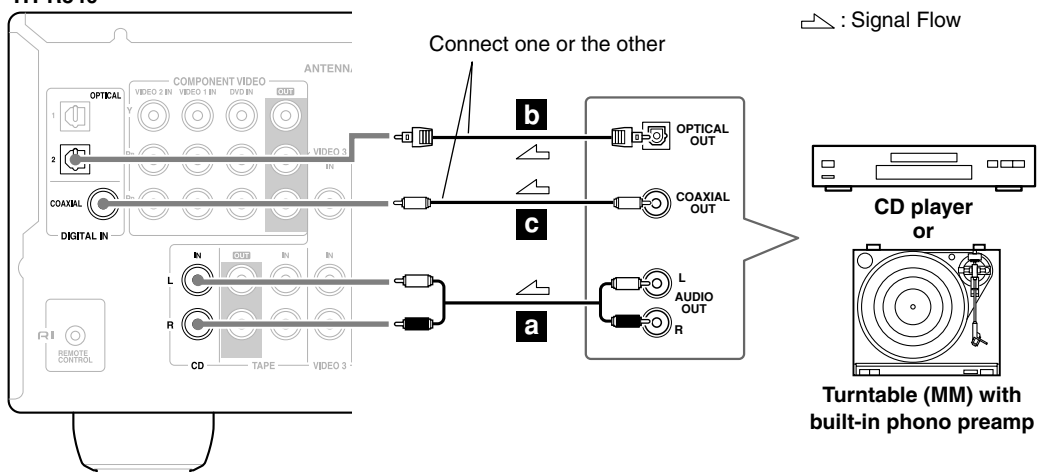 : Signal Flow
Connect one or the other
ANTENNA
COMPONENT VIDEO
VIDEO 2 IN VIDEO 1 IN DVD IN OUT
OPTICAL
1
Y
b
OPTICAL
OUT
2
VIDEO 3
IN
COAXIAL
COAXIAL
OUT
CD player
or
c
DIGITAL IN
IN OUT IN IN
L
L
AUDIO
OUT
R
R
a
RI
REMOTE
CONTROL
CD TAPE VIDEO 3
Turntable (MM) with
built-in phono preamp